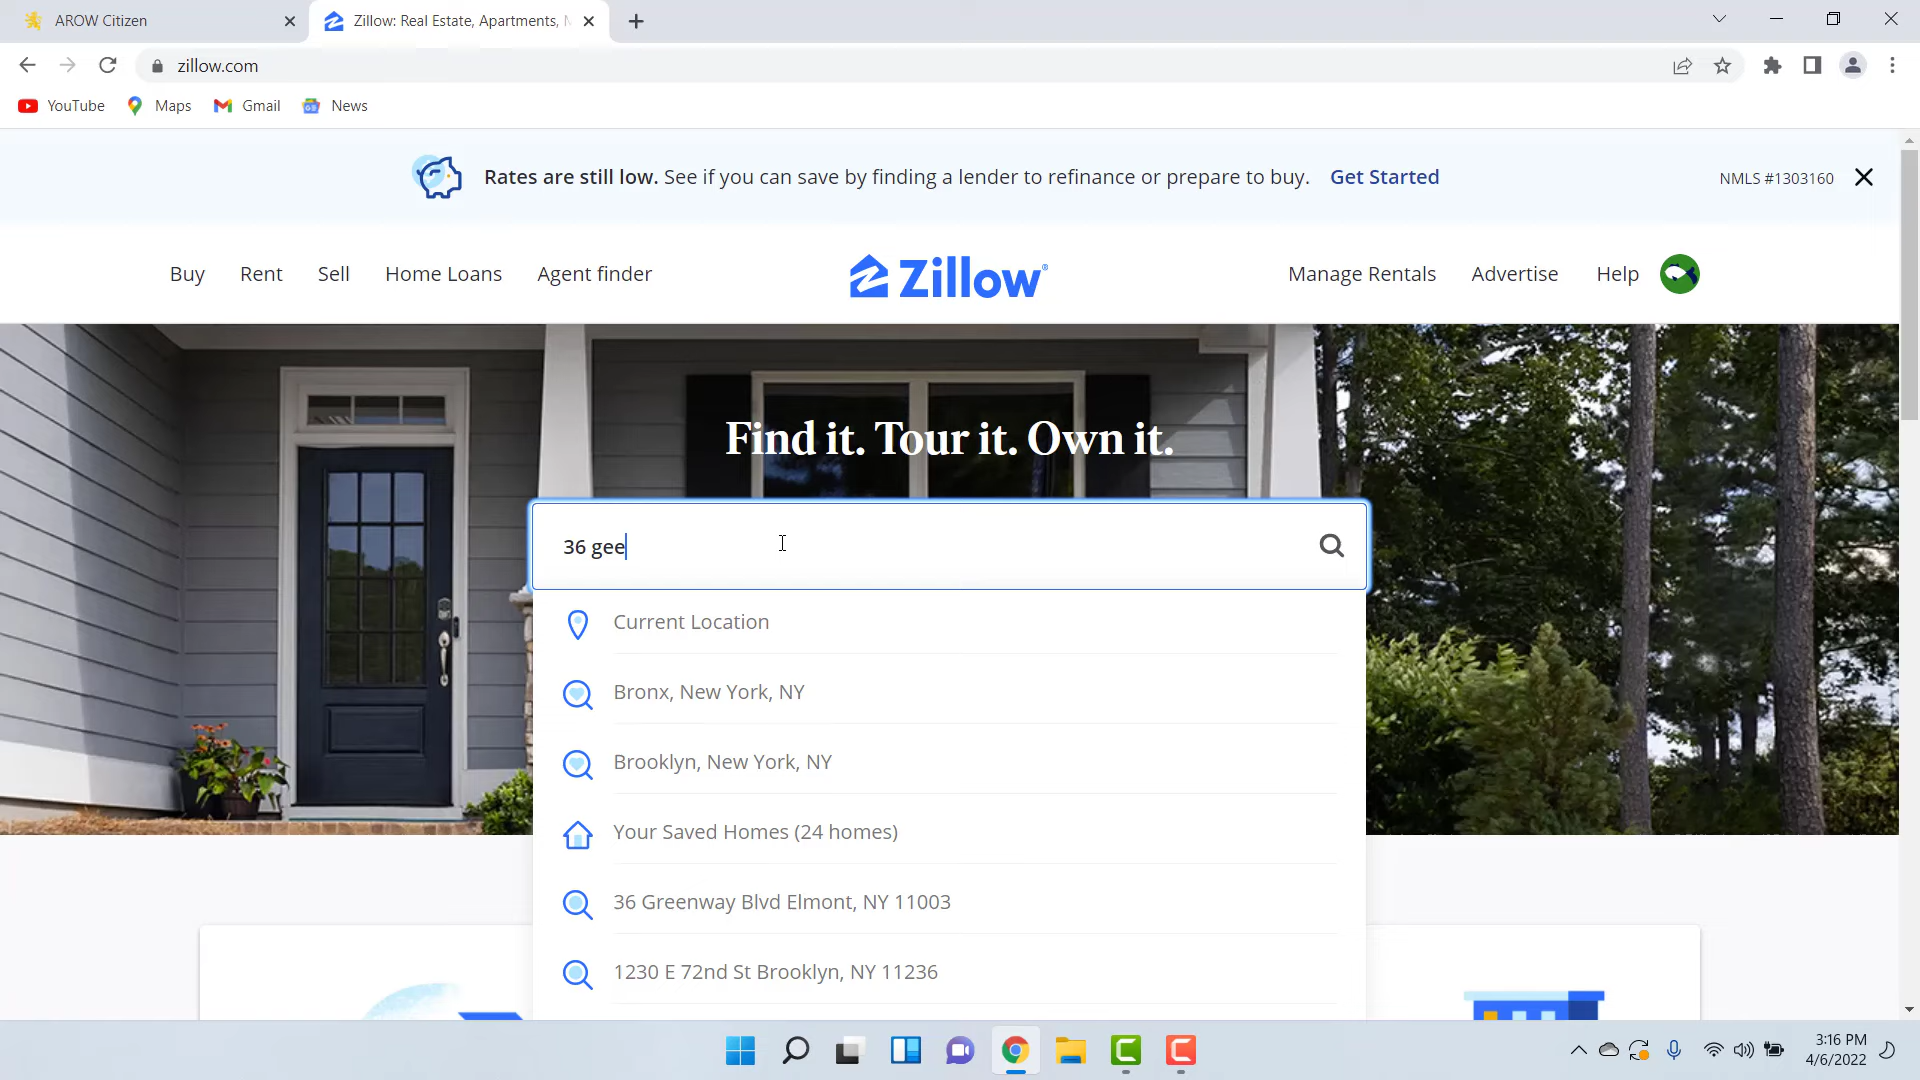 AROW Citizen
Zillow: Real Estate, Apartments,
zillow.com
YouTube
Maps
Gmail
News
Rates are still low. See if you can save by finding a lender to refinance or prepare to buy. Get Started
NMLS #1303160
Buy
Rent
Sell
Home Loans
Agent finder
Zillow
Manage Rentals
Advertise
Help
Find it. Tour it. Own it.
36 gee
Current Location
Bronx, New York, NY
Brooklyn, New York, NY
Your Saved Homes (24 homes)
36 Greenway Blvd Elmont, NY 11003
1230 E 72nd St Brooklyn, NY 11236
3:16 PM
4/6/2022